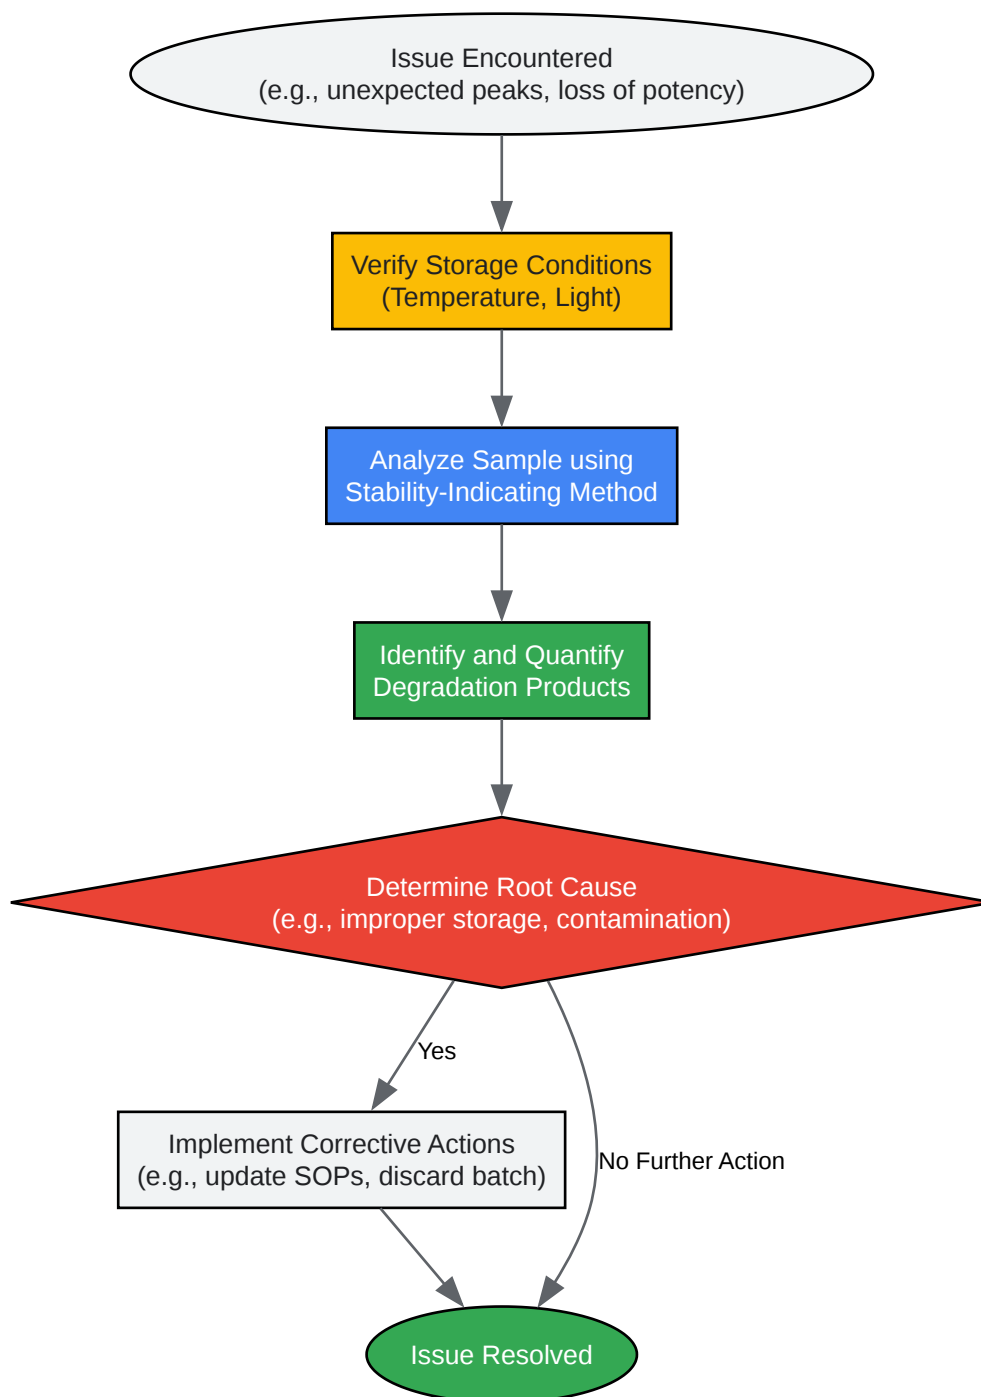 Issue Encountered
(e.g., unexpected peaks, loss of potency)
Verify Storage Conditions
(Temperature, Light)
Analyze Sample using
Stability-Indicating Method
Identify and Quantify
Degradation Products
Determine Root Cause
(e.g., improper storage, contamination)
Yes
Implement Corrective Actions
(e.g., update SOPs, discard batch)
No Further Action
Issue Resolved